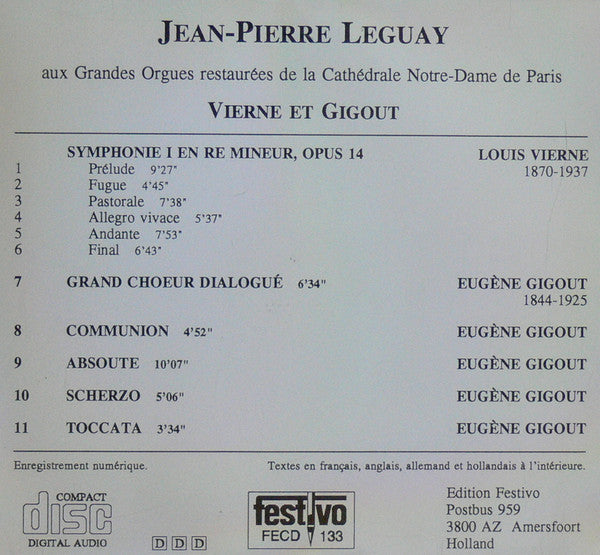 JEAN-PIERRE LEGUAY
aux Grandes Orgues restaurées de la Cathédrale Notre-Dame de Paris
VIERNE ET GIGOUT
SYMPHONIE I EN RE MINEUR, OPUS 14 LOUIS VIERNE
1 Prélude 9'27" 1870-1937
2 Fugue 4'45"
3 Pastorale 7'38"
4 Allegro vivace 5'37"
5 Andante 7'53"
6 Final 6'43"
7 GRAND CHOEUR DIALOGUÉ 6'34" EUGÈNE GIGOUT
1844-1925
8 COMMUNION 4'52" EUGÈNE GIGOUT
9 ABSOUTE 10'07" EUGÈNE GIGOUT
10 SCHERZO 5'06" EUGÈNE GIGOUT
11 TOCCATA 3'34" EUGÈNE GIGOUT
Enregistrement numérique. Textes en français, anglais, allemand et hollandais à l'intérieure.
COMPACT
disc
DIGITAL AUDIO
D D D
festivo
FECD 133
Edition Festivo
Postbus 959
3800 AZ Amersfoort
Holland